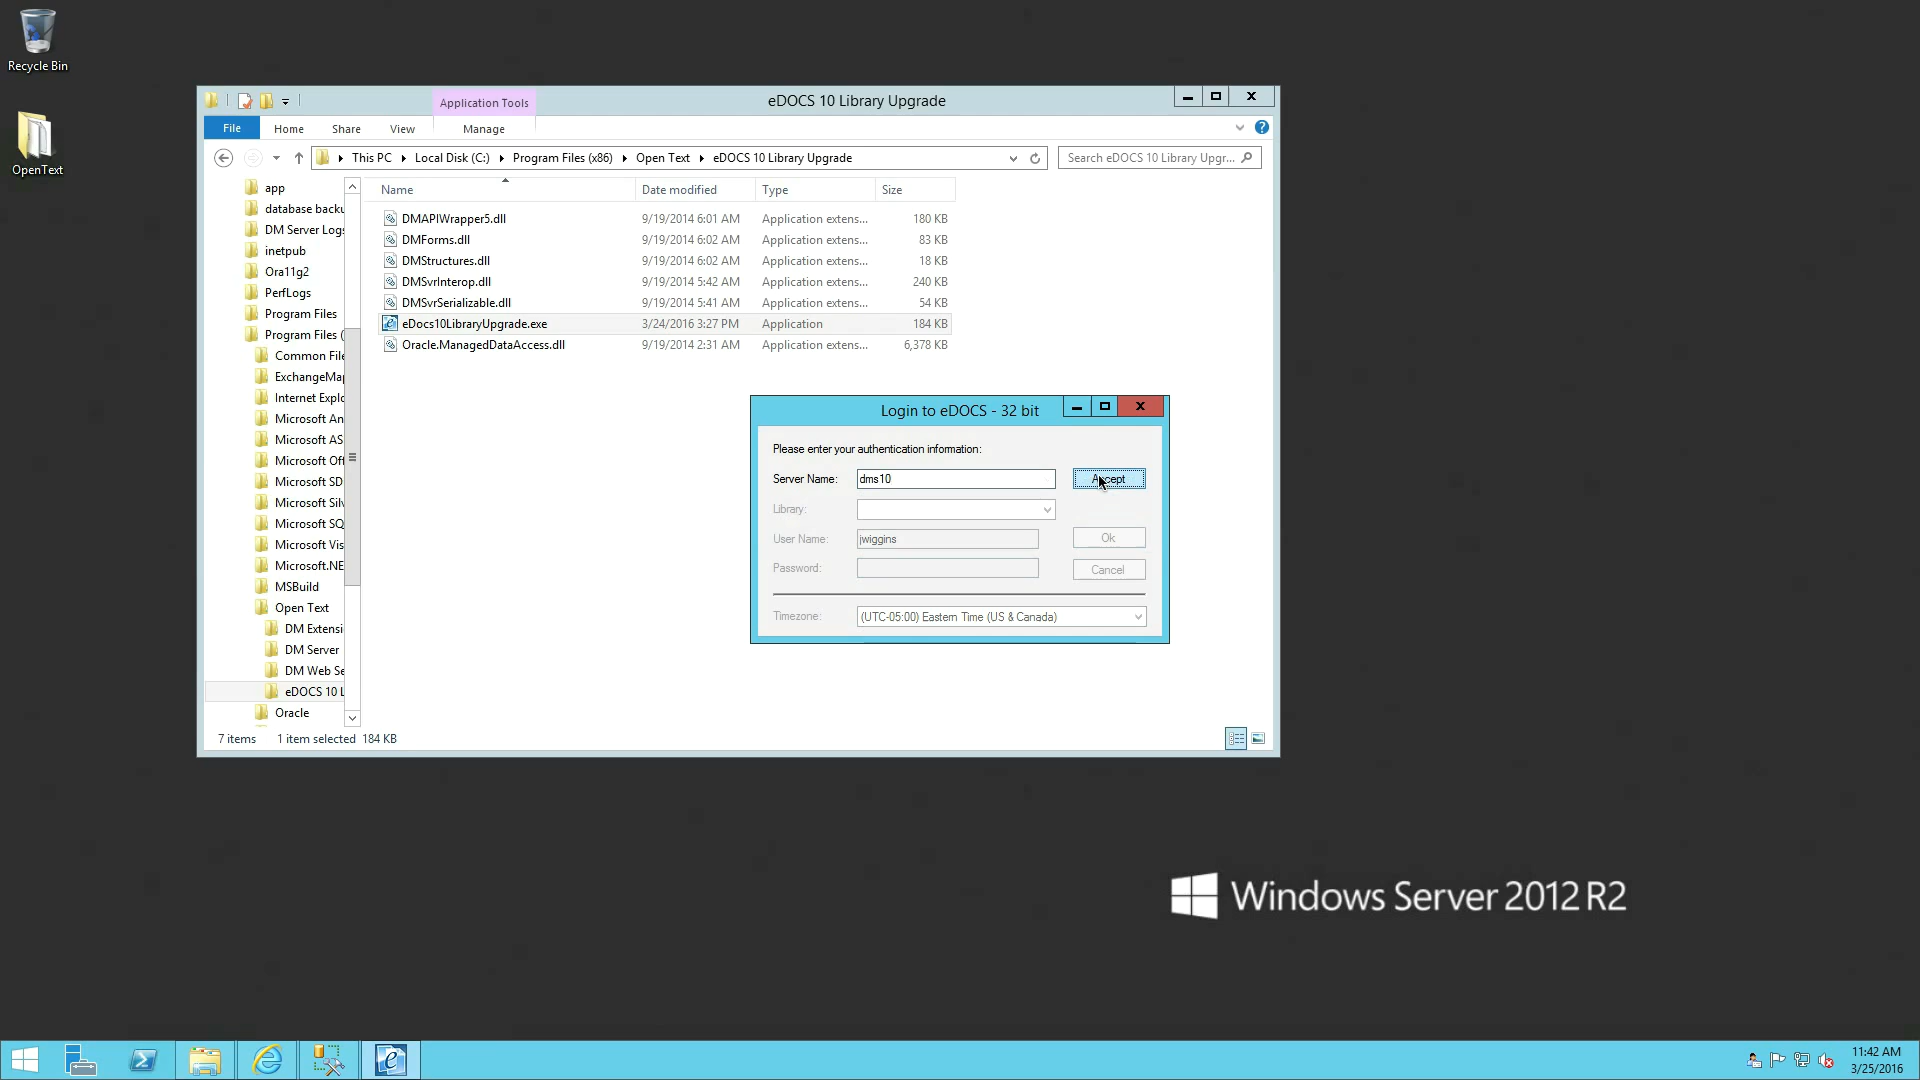 Recycle Bin
OpenText
Application Tools
eDOCS 10 Library Upgrade
File Home Share View Manage
This PC Local Disk (C:) Program Files (x86) Open Text eDOCS 10 Library Upgrade
Search eDOCS 10 Library Upgr...
Name Date modified Type Size
DMAPIWrapper5.dll 9/19/2014 6:01 AM Application extens... 180 KB
DMForms.dll 9/19/2014 6:02 AM Application extens... 83 KB
DMStructures.dll 9/19/2014 6:02 AM Application extens... 18 KB
DMSvrInterop.dll 9/19/2014 5:42 AM Application extens... 240 KB
DMSvrSerializable.dll 9/19/2014 5:41 AM Application extens... 54 KB
eDocs10LibraryUpgrade.exe 3/24/2016 3:27 PM Application 184 KB
Oracle.ManagedDataAccess.dll 9/19/2014 2:31 AM Application extens... 6,378 KB
app
database backu
DM Server Logs
inetpub
Ora11g2
PerfLogs
Program Files
Program Files (
Common File
ExchangeMap
Internet Explo
Microsoft An
Microsoft AS
Microsoft Off
Microsoft SD
Microsoft Silv
Microsoft SQ
Microsoft Vis
Microsoft.NE
MSBuild
Open Text
DM Extensi
DM Server
DM Web Se
eDOCS 10 L
Oracle
7 items 1 item selected 184 KB
Login to eDOCS - 32 bit
Please enter your authentication information:
Server Name: dms10 Accept
Library:
User Name: jwiggins Ok
Password: Cancel
Timezone: (UTC-05:00) Eastern Time (US & Canada)
Windows Server 2012 R2
11:42 AM
3/25/2016